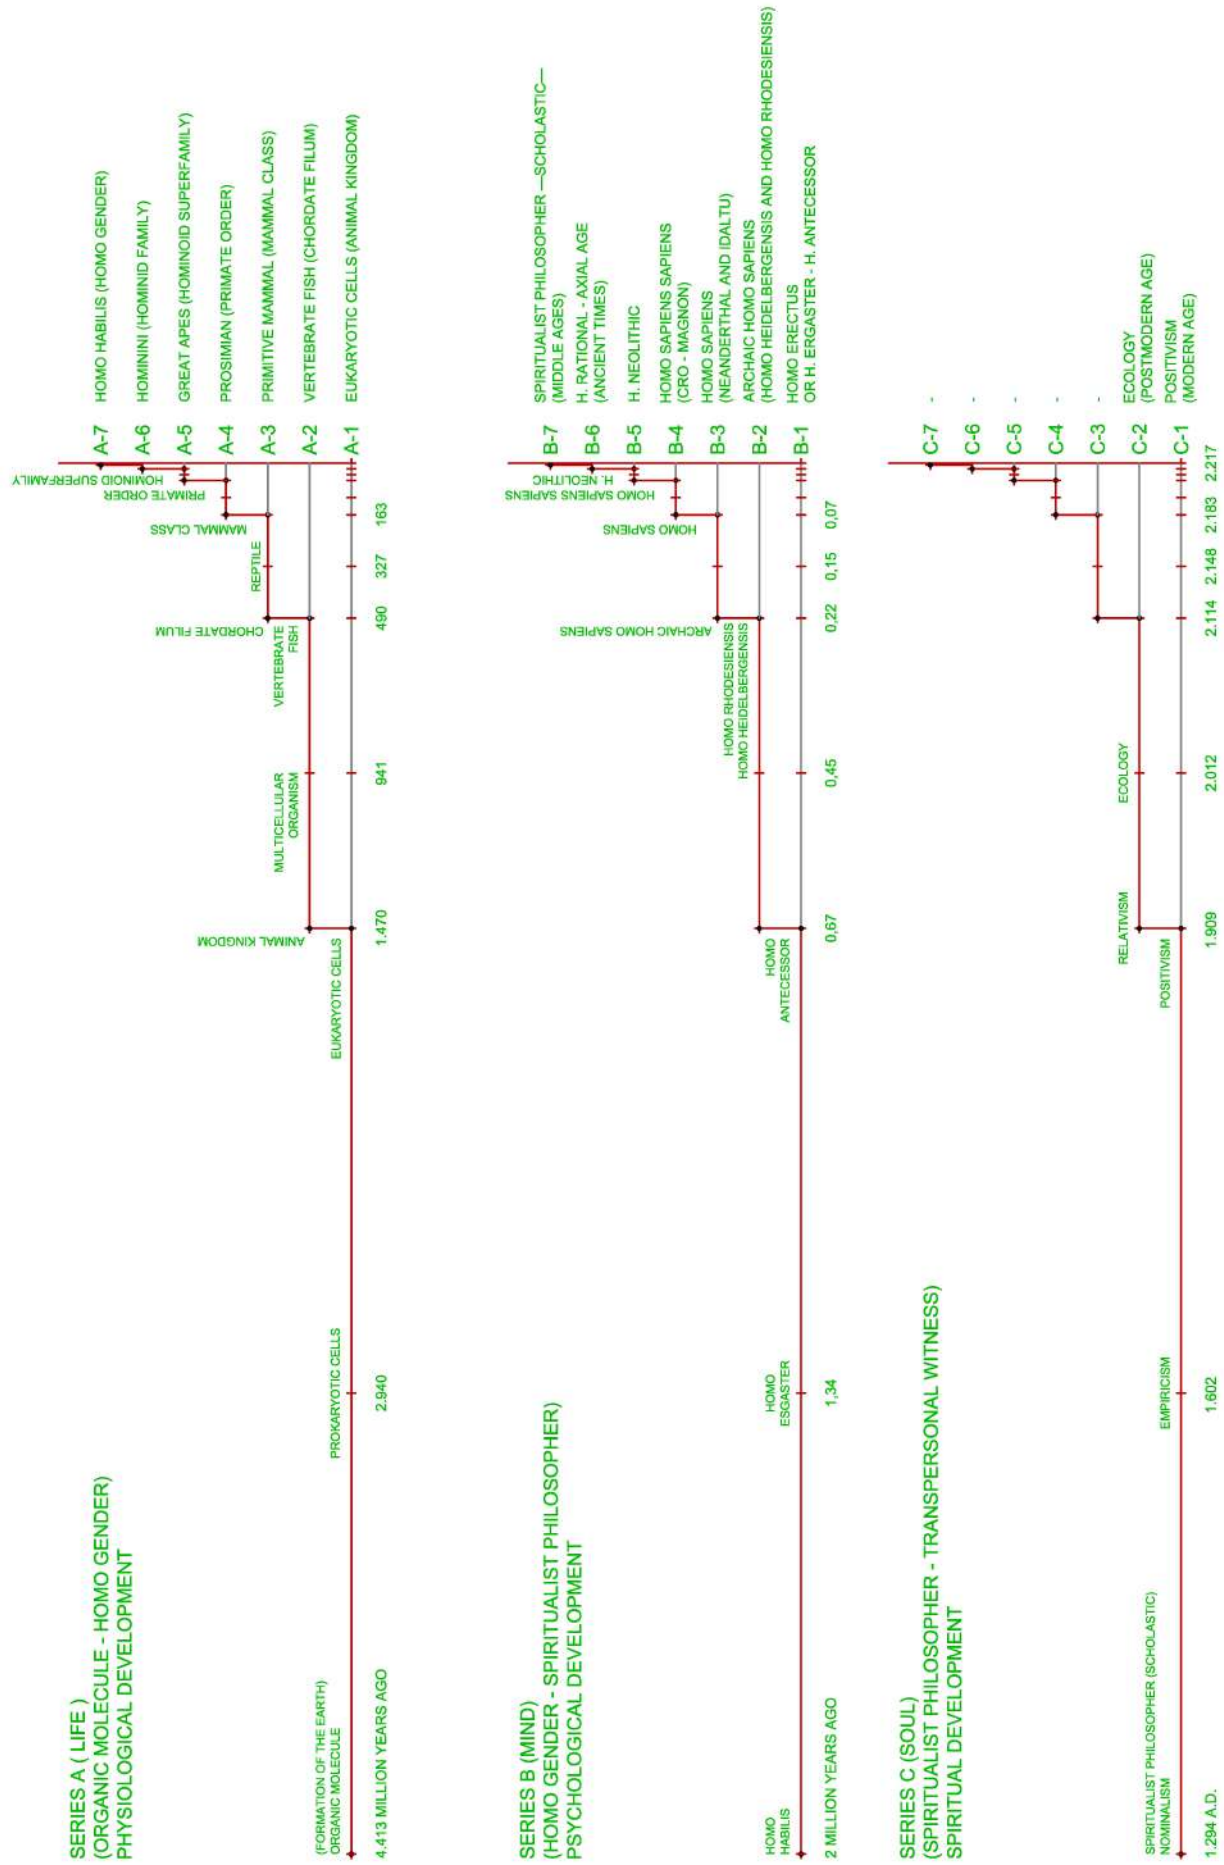 SERIES A ( LIFE )
(ORGANIC MOLECULE - HOMO GENDER)
PHYSIOLOGICAL DEVELOPMENT
HOMINOID SUPERFAMILY
PRIMATE ORDER
MAMMAL CLASS
REPTILE
CHORDATE FILUM
VERTEBRATE
FISH
MULTICELLULAR
ORGANISM
ANIMAL KINGDOM
EUKARYOTIC CELLS
PROKARYOTIC CELLS
(FORMATION OF THE EARTH)
ORGANIC MOLECULE
A-7 HOMO HABILIS (HOMO GENDER)
A-6 HOMININI (HOMINID FAMILY)
A-5 GREAT APES (HOMINOID SUPERFAMILY)
A-4 PROSIMIAN (PRIMATE ORDER)
A-3 PRIMITIVE MAMMAL (MAMMAL CLASS)
A-2 VERTEBRATE FISH (CHORDATE FILUM)
A-1 EUKARYOTIC CELLS (ANIMAL KINGDOM)
4.413 MILLION YEARS AGO 2.940 1.470 941 490 327 163
SERIES B (MIND)
(HOMO GENDER - SPIRITUALIST PHILOSOPHER)
PSYCHOLOGICAL DEVELOPMENT
H. NEOLITHIC
HOMO SAPIENS SAPIENS
HOMO SAPIENS
ARCHAIC HOMO SAPIENS
HOMO RHODESIENSIS
HOMO HEIDELBERGENSIS
HOMO
ANTECESSOR
HOMO
ESGASTER
HOMO
HABILIS
B-7 SPIRITUALIST PHILOSOPHER —SCHOLASTIC—
(MIDDLE AGES)
B-6 H. RATIONAL - AXIAL AGE
(ANCIENT TIMES)
B-5 H. NEOLITHIC
B-4 HOMO SAPIENS SAPIENS
(CRO - MAGNON)
B-3 HOMO SAPIENS
(NEANDERTHAL AND IDALTU)
B-2 ARCHAIC HOMO SAPIENS
(HOMO HEIDELBERGENSIS AND HOMO RHODESIENSIS)
B-1 HOMO ERECTUS
OR H. ERGASTER - H. ANTECESSOR
2 MILLION YEARS AGO 1,34 0,67 0,45 0,22 0,15 0,07
SERIES C (SOUL)
(SPIRITUALIST PHILOSOPHER - TRANSPERSONAL WITNESS)
SPIRITUAL DEVELOPMENT
C-7 -
C-6 -
C-5 -
C-4 -
C-3 -
C-2 ECOLOGY
(POSTMODERN AGE)
C-1 POSITIVISM
(MODERN AGE)
RELATIVISM
ECOLOGY
SPIRITUALIST PHILOSOPHER (SCHOLASTIC)
NOMINALISM
EMPIRICISM
POSITIVISM
1.294 A.D. 1.602 1.909 2.012 2.114 2.148 2.183 2.217